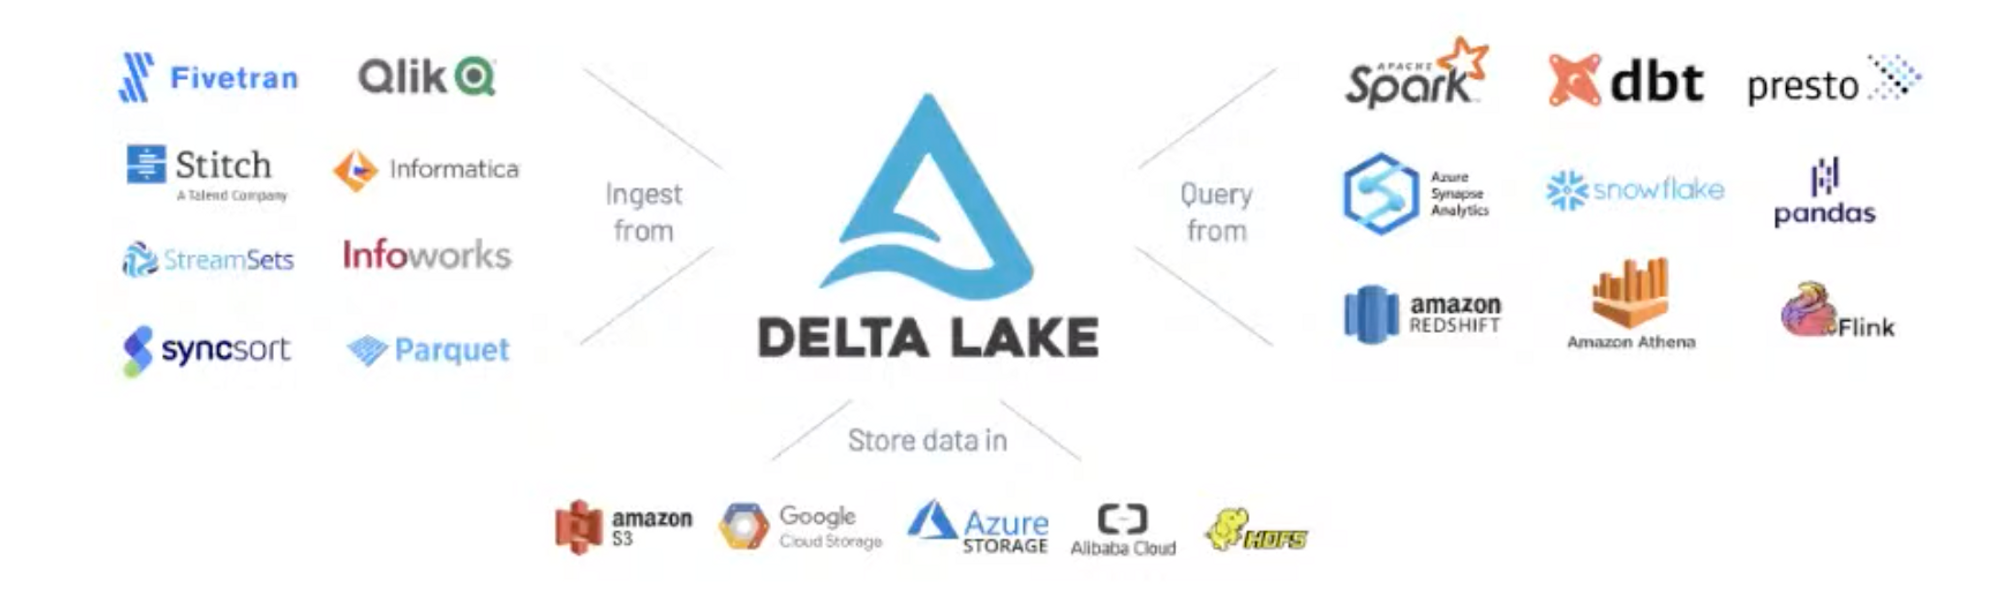 Fivetran
Qlik
Stitch
A Talend Company
Informatica
StreamSets
Infoworks
syncsort
Parquet
Ingest
from
DELTA LAKE
Query
from
APACHE
Spark
dbt
presto
Azure
Synapse
Analytics
snowflake
pandas
amazon
REDSHIFT
Amazon Athena
Flink
Store data in
amazon
S3
Google
Cloud Storage
Azure
STORAGE
Alibaba Cloud
HDFS